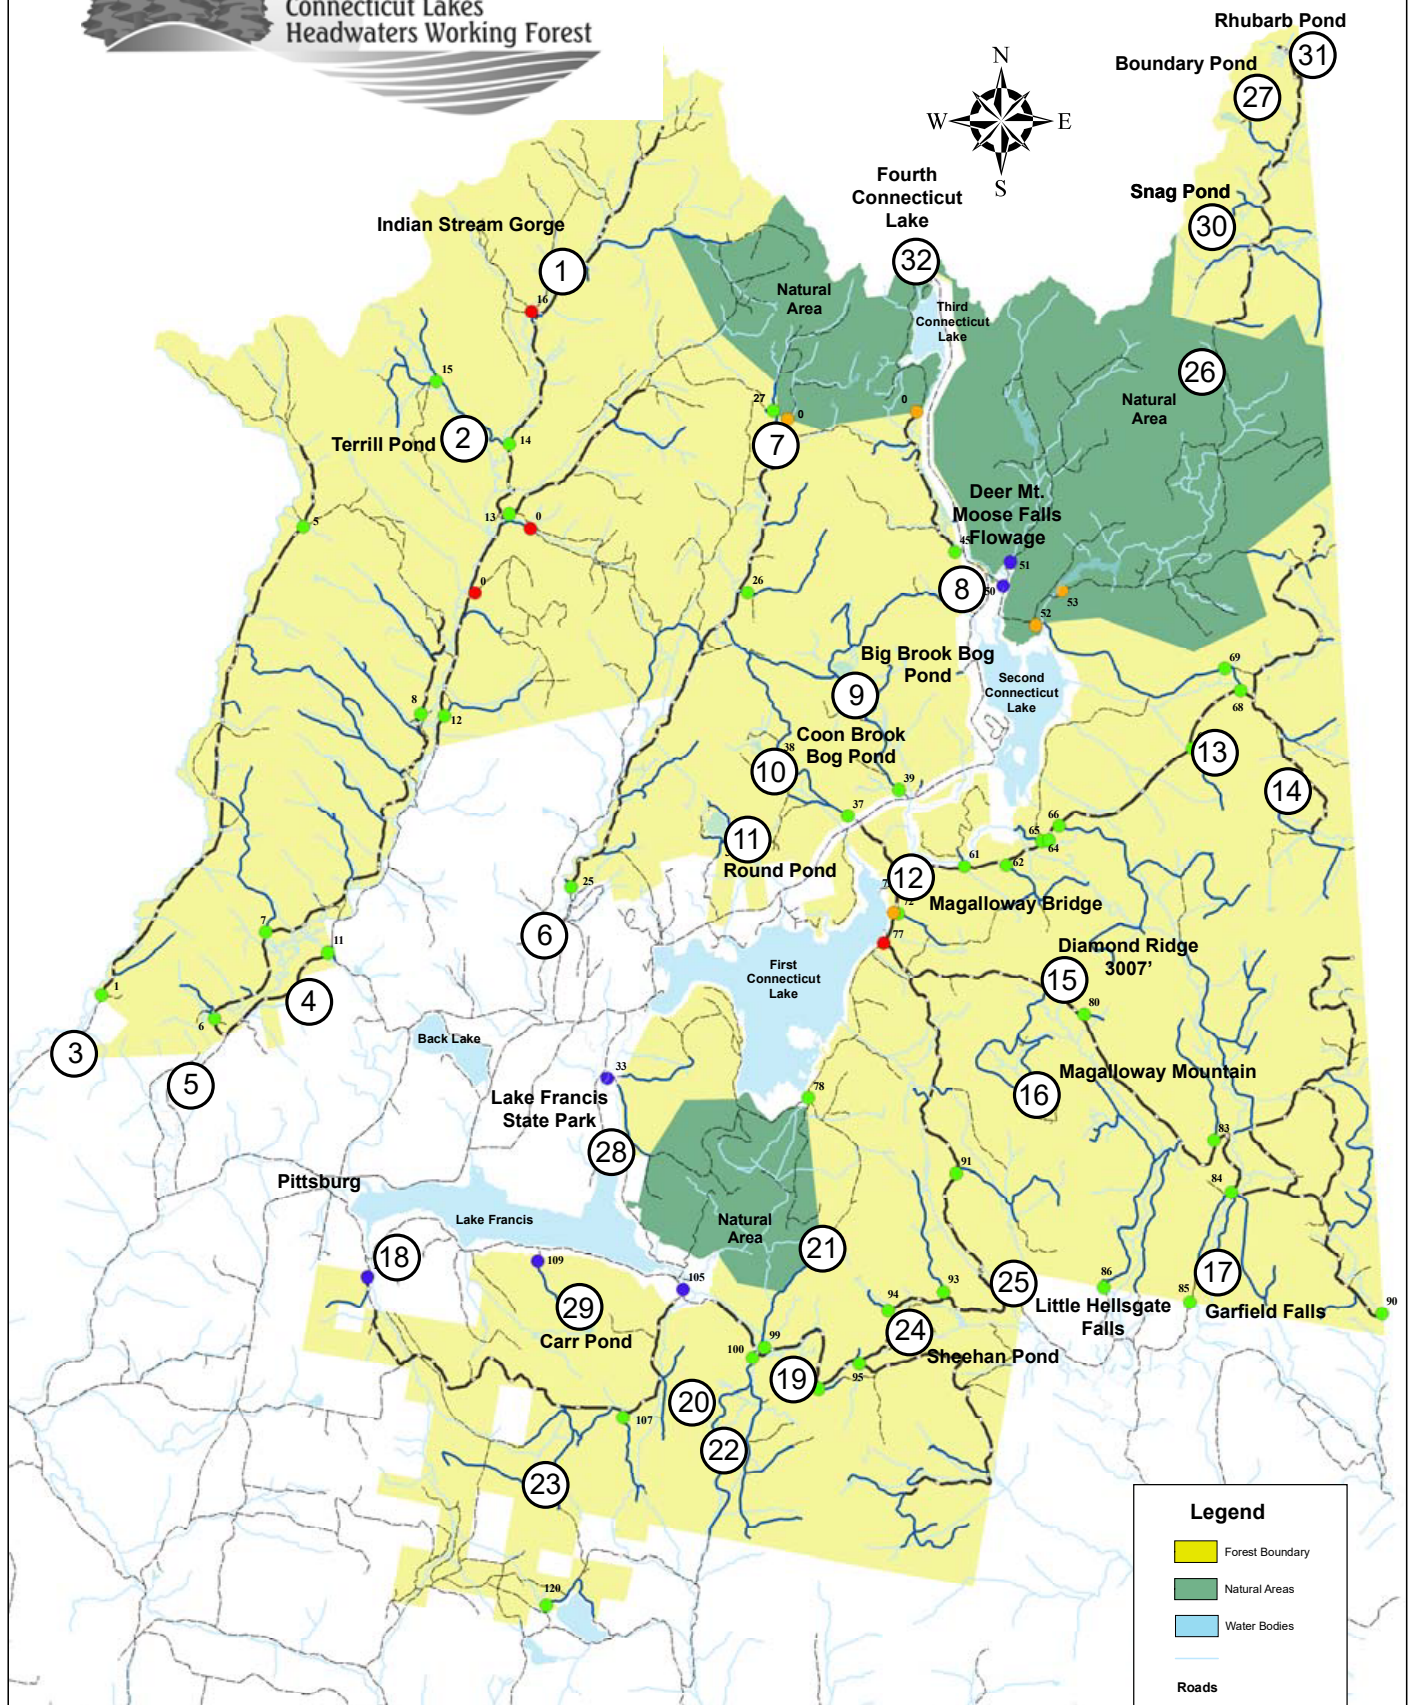 Connecticut Lakes
Headwaters Working Forest
Rhubarb Pond
31
Boundary Pond
27
N
W
E
S
Fourth
Connecticut
Lake
32
Snag Pond
30
Indian Stream Gorge
1
16
Natural
Area
Third
Connecticut
Lake
26
Natural
Area
15
Terrill Pond
2
14
27
0
0
7
13
0
5
0
Deer Mt.
Moose Falls
Flowage
45
51
50
8
53
52
26
Big Brook Bog
Pond
9
Second
Connecticut
Lake
69
68
8
12
Coon Brook
Bog Pond
38
10
39
37
13
14
11
Round Pond
66
65
64
61
62
12
72
Magalloway Bridge
25
6
7
11
77
First
Connecticut
Lake
Diamond Ridge
3007’
15
80
1
4
6
3
5
Back Lake
33
Lake Francis
State Park
28
78
Magalloway Mountain
16
83
91
84
Pittsburg
Lake Francis
Natural
Area
21
18
109
105
29
Carr Pond
94
93
25
86
Little Hellsgate
Falls
85
17
Garfield Falls
90
24
Sheehan Pond
99
100
19
95
20
107
22
23
120
Legend
Forest Boundary
Natural Areas
Water Bodies
Roads